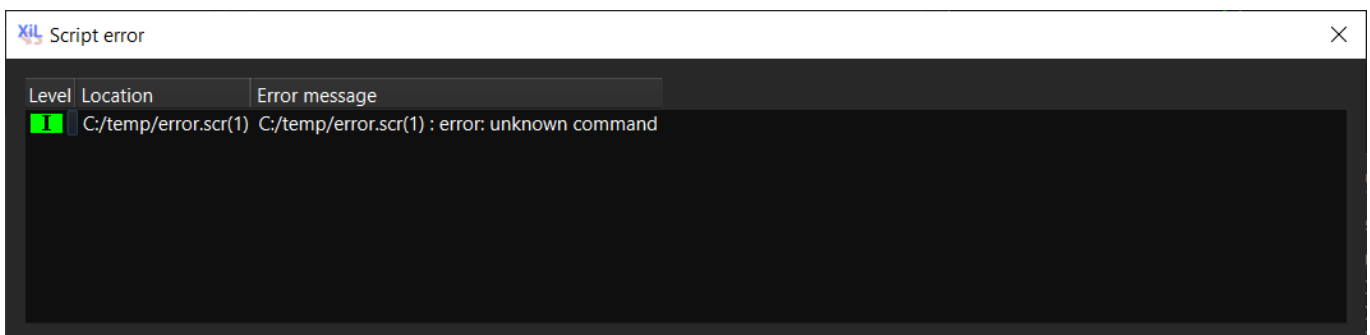 XiL Script error
Level Location Error message
I C:/temp/error.scr(1) C:/temp/error.scr(1) : error: unknown command